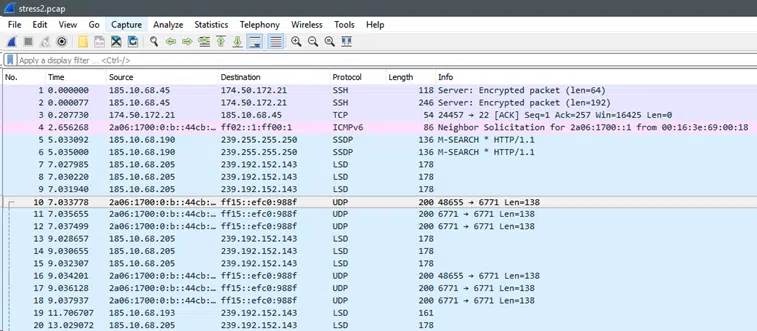 stress2.pcap
File Edit View Go Capture Analyze Statistics Telephony Wireless Tools Help
Apply a display filter ... <Ctrl-/>
No. Time Source Destination Protocol Length Info
1 0.000000 185.10.68.45 174.50.172.21 SSH 118 Server: Encrypted packet (len=64)
2 0.000077 185.10.68.45 174.50.172.21 SSH 246 Server: Encrypted packet (len=192)
3 0.207730 174.50.172.21 185.10.68.45 TCP 54 24457 → 22 [ACK] Seq=1 Ack=257 Win=16425 Len=0
4 2.656268 2a06:1700:0:b::44cb:… ff02::1:ff00:1 ICMPv6 86 Neighbor Solicitation for 2a06:1700::1 from 00:16:3e:69:00:18
5 5.033092 185.10.68.190 239.255.255.250 SSDP 136 M-SEARCH * HTTP/1.1
6 5.035000 185.10.68.190 239.255.255.250 SSDP 136 M-SEARCH * HTTP/1.1
7 7.027985 185.10.68.205 239.192.152.143 LSD 178
8 7.030220 185.10.68.205 239.192.152.143 LSD 178
9 7.031940 185.10.68.205 239.192.152.143 LSD 178
10 7.033778 2a06:1700:0:b::44cb:… ff15::efc0:988f UDP 200 48655 → 6771 Len=138
11 7.035655 2a06:1700:0:b::44cb:… ff15::efc0:988f UDP 200 6771 → 6771 Len=138
12 7.037499 2a06:1700:0:b::44cb:… ff15::efc0:988f UDP 200 6771 → 6771 Len=138
13 9.028657 185.10.68.205 239.192.152.143 LSD 178
14 9.030655 185.10.68.205 239.192.152.143 LSD 178
15 9.032307 185.10.68.205 239.192.152.143 LSD 178
16 9.034201 2a06:1700:0:b::44cb:… ff15::efc0:988f UDP 200 48655 → 6771 Len=138
17 9.036128 2a06:1700:0:b::44cb:… ff15::efc0:988f UDP 200 6771 → 6771 Len=138
18 9.037937 2a06:1700:0:b::44cb:… ff15::efc0:988f UDP 200 6771 → 6771 Len=138
19 11.706707 185.10.68.193 239.192.152.143 LSD 161
20 13.029072 185.10.68.205 239.192.152.143 LSD 178